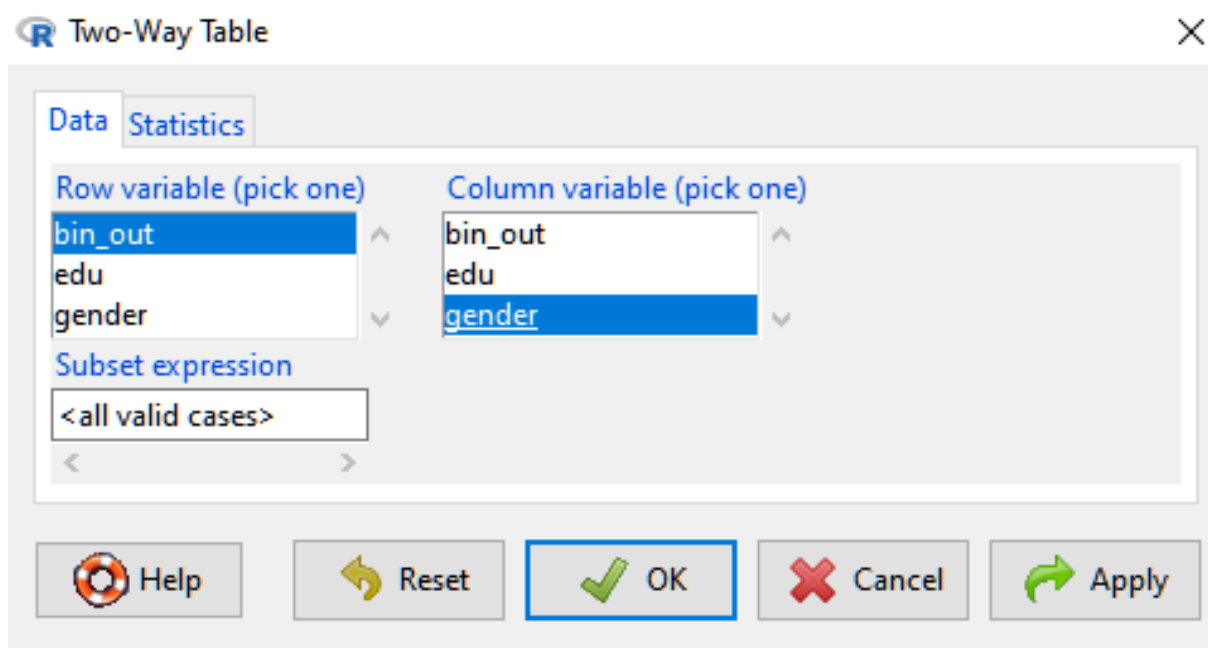 Two-Way Table
Data Statistics
Row variable (pick one) Column variable (pick one)
bin_out bin_out
edu edu
gender gender
Subset expression
<all valid cases>
Help Reset OK Cancel Apply